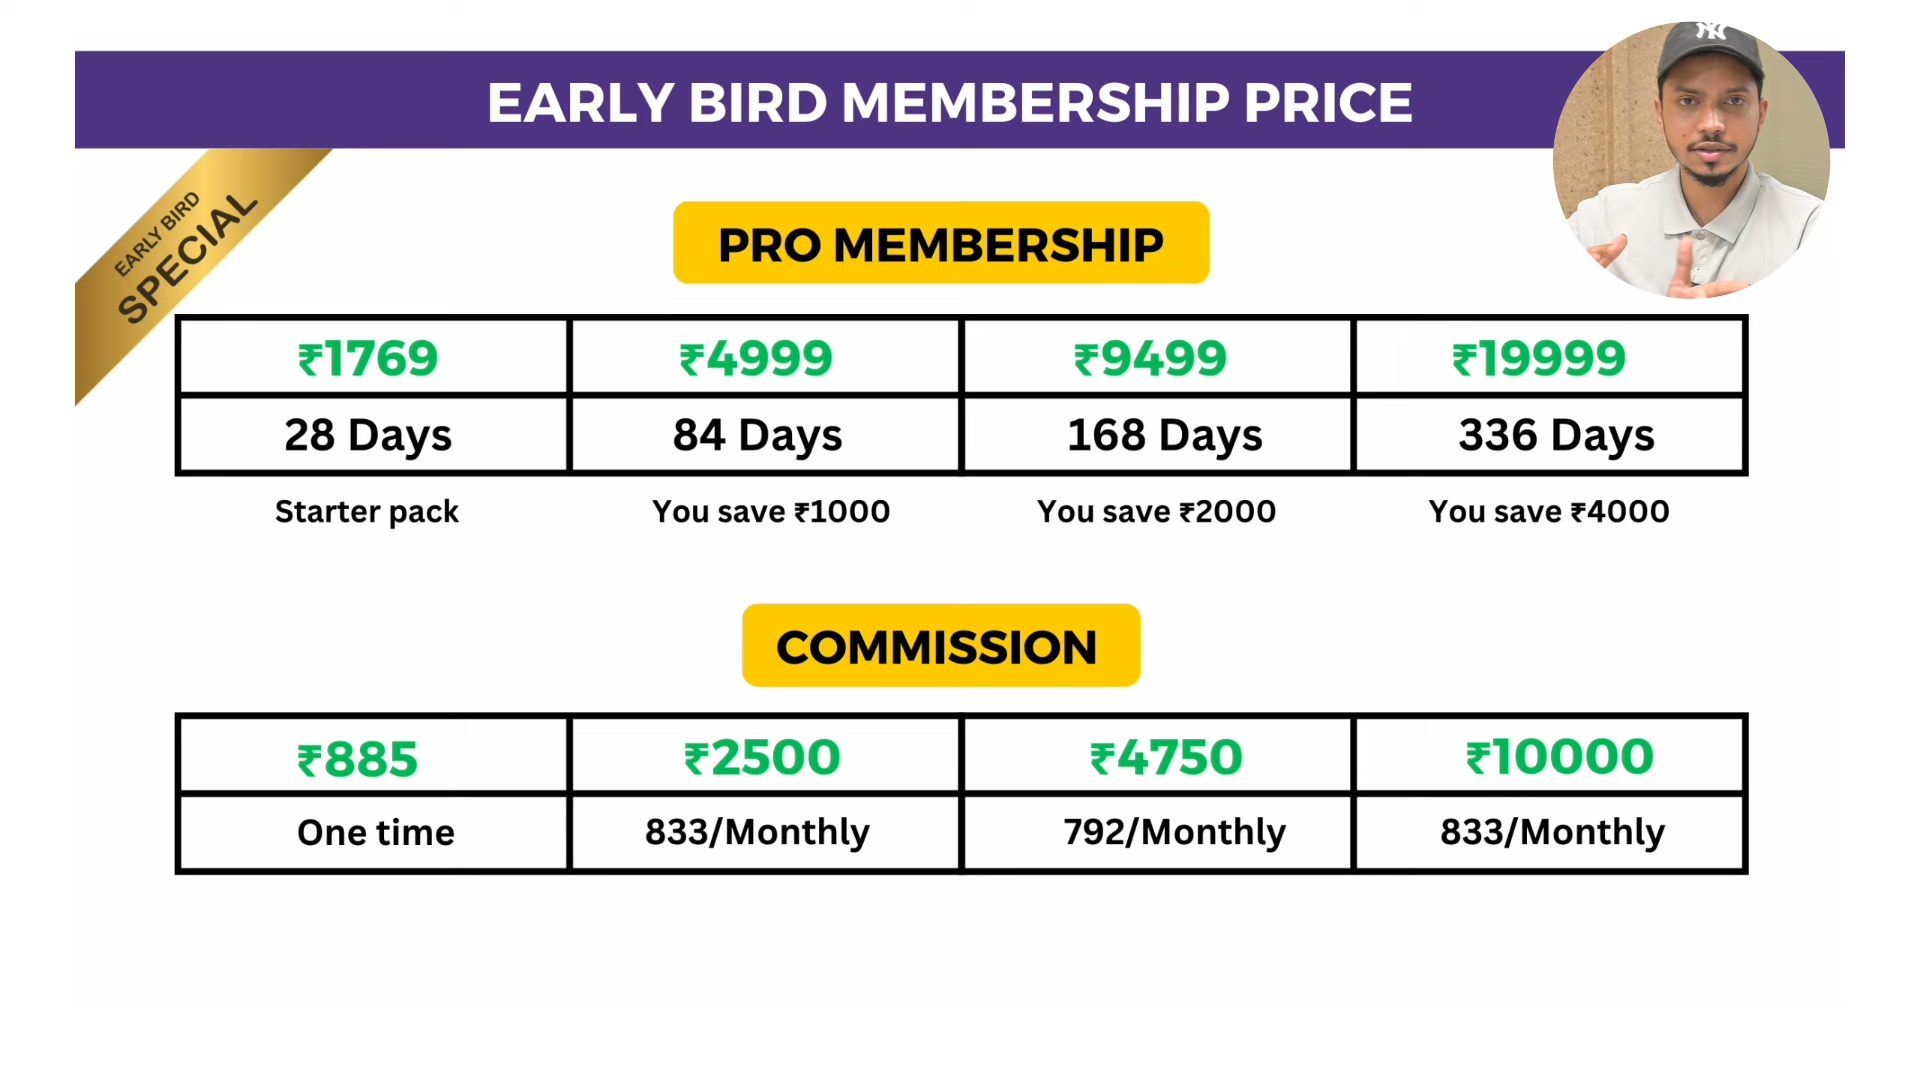 EARLY BIRD MEMBERSHIP PRICE
NY
EARLY BIRD
SPECIAL
PRO MEMBERSHIP
₹1769 ₹4999 ₹9499 ₹19999
28 Days 84 Days 168 Days 336 Days
Starter pack You save ₹1000 You save ₹2000 You save ₹4000
COMMISSION
₹885 ₹2500 ₹4750 ₹10000
One time 833/Monthly 792/Monthly 833/Monthly